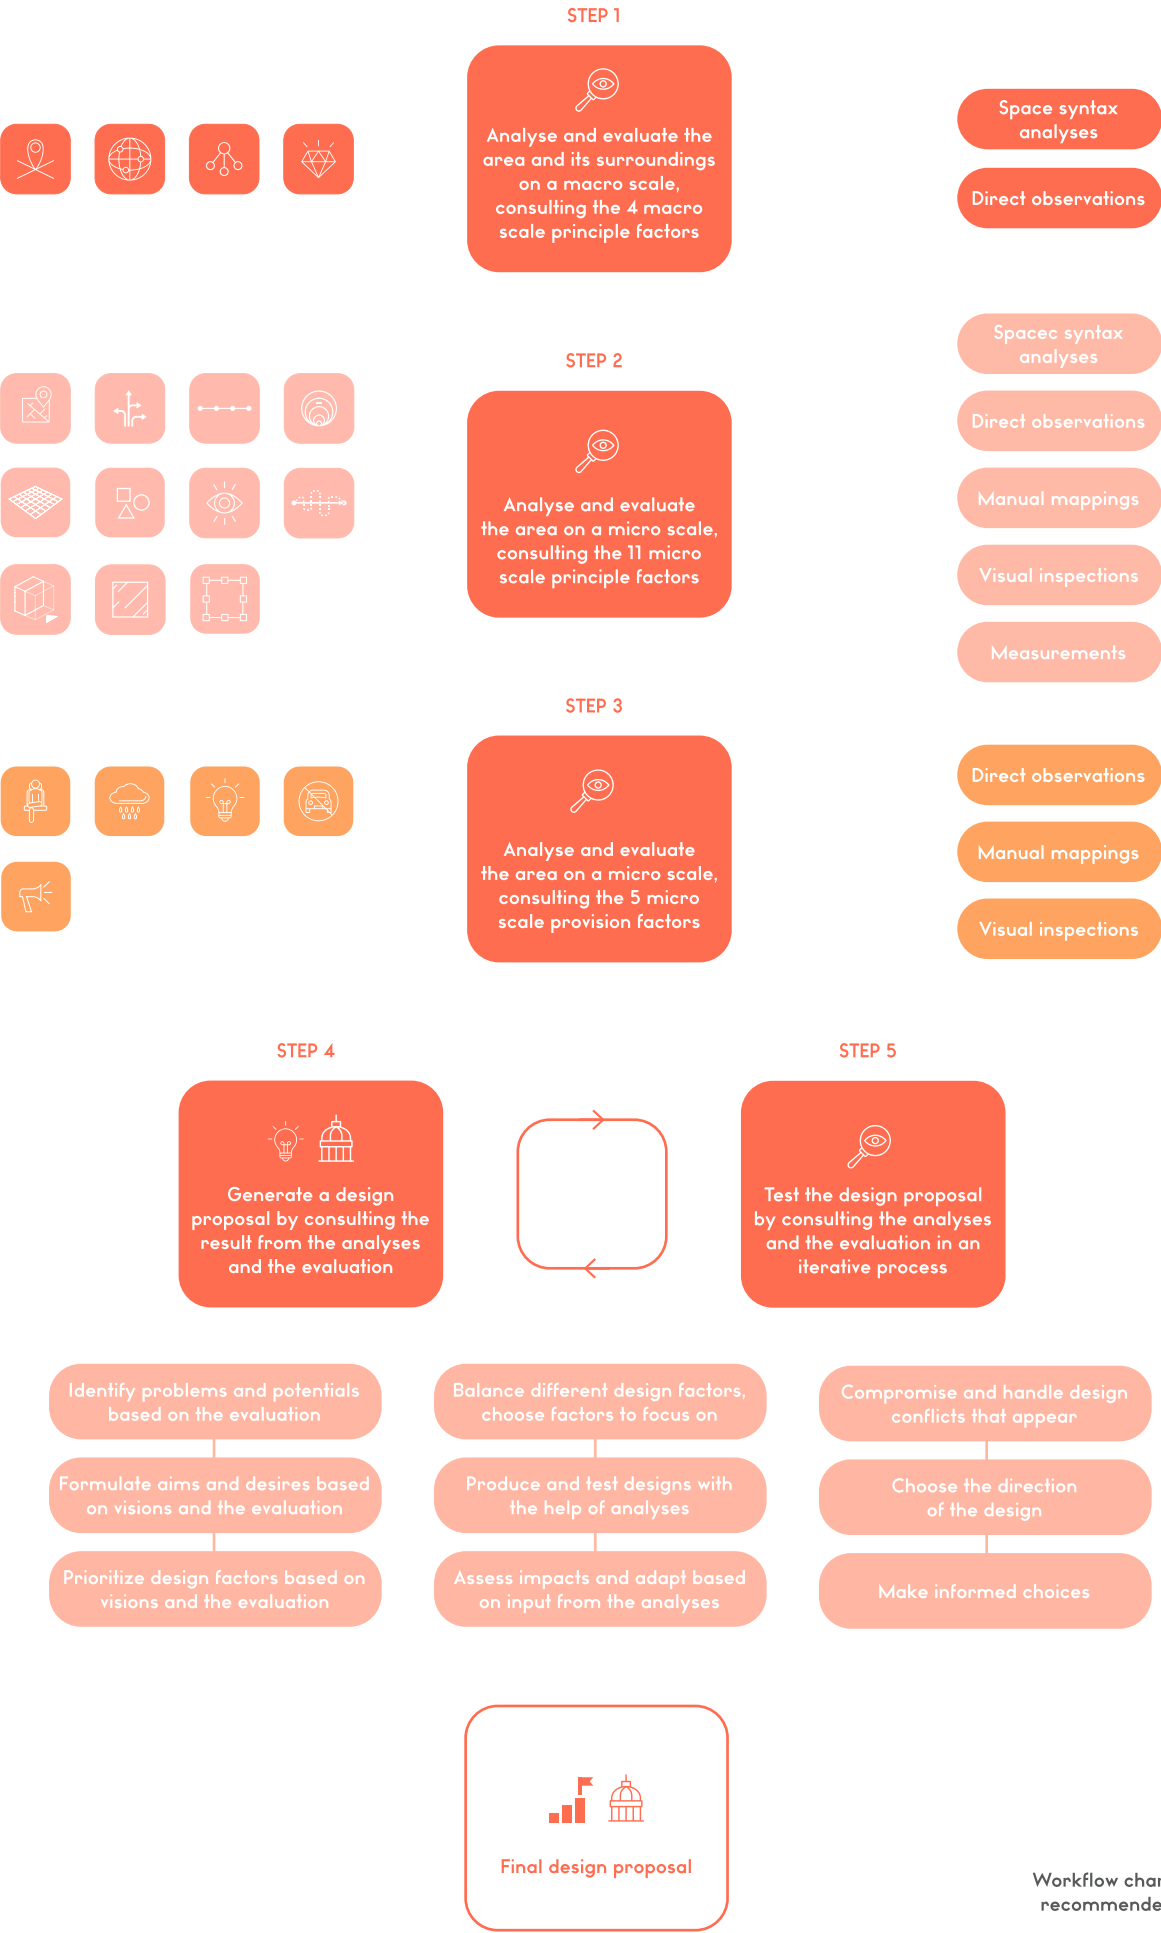 STEP 1
Analyse and evaluate the
area and its surroundings
on a macro scale,
consulting the 4 macro
scale principle factors
Space syntax
analyses
Direct observations
STEP 2
Analyse and evaluate
the area on a micro scale,
consulting the 11 micro
scale principle factors
Spacec syntax
analyses
Direct observations
Manual mappings
Visual inspections
Measurements
STEP 3
Analyse and evaluate
the area on a micro scale,
consulting the 5 micro
scale provision factors
Direct observations
Manual mappings
Visual inspections
STEP 4
Generate a design
proposal by consulting the
result from the analyses
and the evaluation
STEP 5
Test the design proposal
by consulting the analyses
and the evaluation in an
iterative process
Identify problems and potentials
based on the evaluation
Formulate aims and desires based
on visions and the evaluation
Prioritize design factors based on
visions and the evaluation
Balance different design factors,
choose factors to focus on
Produce and test designs with
the help of analyses
Assess impacts and adapt based
on input from the analyses
Compromise and handle design
conflicts that appear
Choose the direction
of the design
Make informed choices
Final design proposal
Workflow